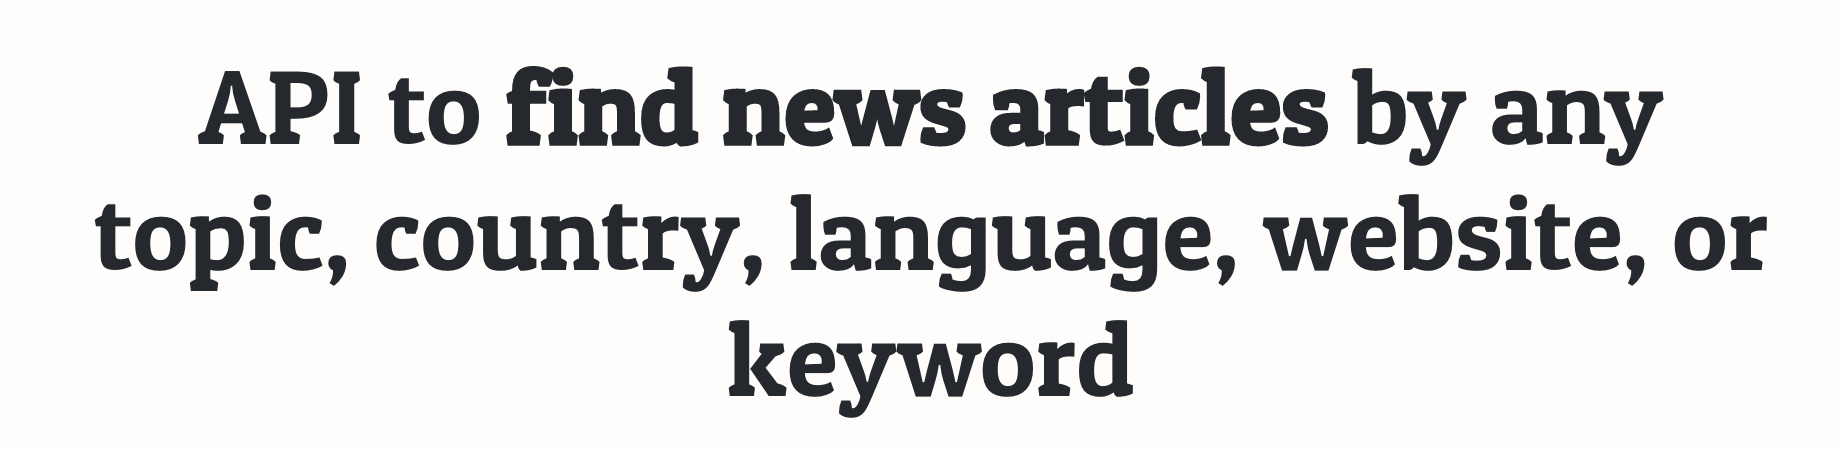 API to find news articles by any
topic, country, language, website, or
keyword